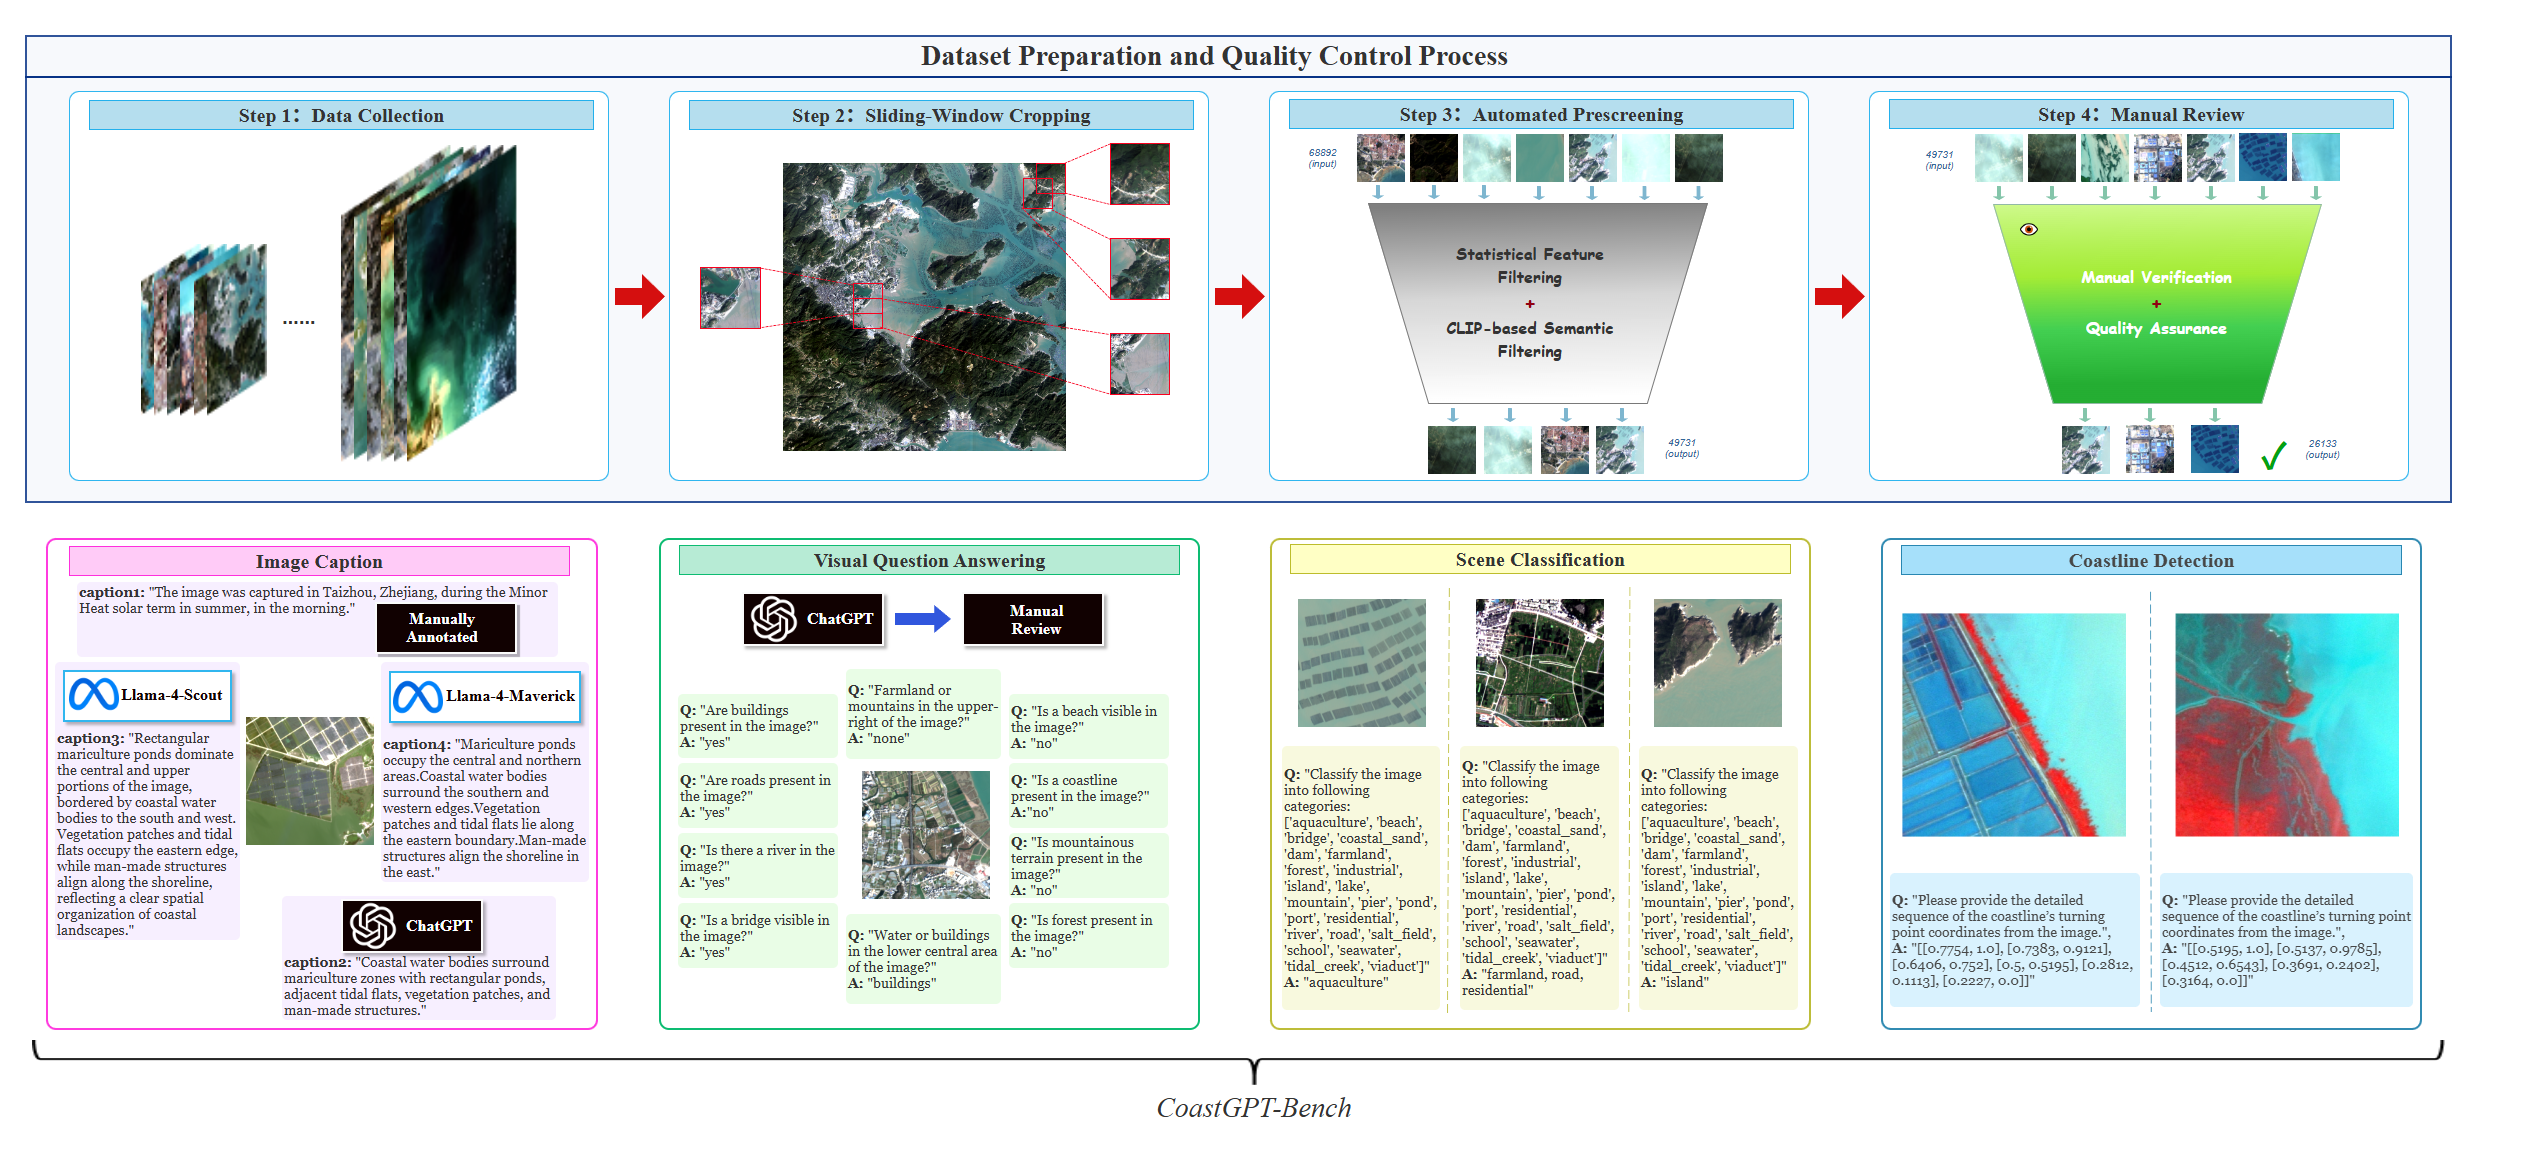 Dataset Preparation and Quality Control Process
Step 1：Data Collection
......
Step 2：Sliding-Window Cropping
Step 3：Automated Prescreening
68892
(input)
Statistical Feature
Filtering
+
CLIP-based Semantic
Filtering
49731
(output)
Step 4：Manual Review
49731
(input)
Manual Verification
+
Quality Assurance
26133
(output)
Image Caption
caption1: "The image was captured in Taizhou, Zhejiang, during the Minor
Heat solar term in summer, in the morning."
Manually
Annotated
Llama-4-Scout
caption3: "Rectangular
mariculture ponds dominate
the central and upper
portions of the image,
bordered by coastal water
bodies to the south and west.
Vegetation patches and tidal
flats occupy the eastern edge,
while man-made structures
align along the shoreline,
reflecting a clear spatial
organization of coastal
landscapes."
Llama-4-Maverick
caption4: "Mariculture ponds
occupy the central and northern
areas.Coastal water bodies
surround the southern and
western edges.Vegetation
patches and tidal flats lie along
the eastern boundary.Man-made
structures align the shoreline in
the east."
ChatGPT
caption2: "Coastal water bodies surround
mariculture zones with rectangular ponds,
adjacent tidal flats, vegetation patches, and
man-made structures."
Visual Question Answering
ChatGPT
Manual
Review
Q: "Are buildings
present in the image?"
A: "yes"
Q: "Are roads present in
the image?"
A: "yes"
Q: "Is there a river in the
image?"
A: "yes"
Q: "Is a bridge visible in
the image?"
A: "yes"
Q: "Farmland or
mountains in the upper-
right of the image?"
A: "none"
Q: "Water or buildings
in the lower central area
of the image?"
A: "buildings"
Q: "Is a beach visible in
the image?"
A: "no"
Q: "Is a coastline
present in the image?"
A:"no"
Q: "Is mountainous
terrain present in the
image?"
A: "no"
Q: "Is forest present in
the image?"
A: "no"
Scene Classification
Q: "Classify the image
into following
categories:
['aquaculture', 'beach',
'bridge', 'coastal_sand',
'dam', 'farmland',
'forest', 'industrial',
'island', 'lake',
'mountain', 'pier', 'pond',
'port', 'residential',
'river', 'road', 'salt_field',
'school', 'seawater',
'tidal_creek', 'viaduct']"
A: "aquaculture"
Q: "Classify the image
into following
categories:
['aquaculture', 'beach',
'bridge', 'coastal_sand',
'dam', 'farmland',
'forest', 'industrial',
'island', 'lake',
'mountain', 'pier', 'pond',
'port', 'residential',
'river', 'road', 'salt_field',
'school', 'seawater',
'tidal_creek', 'viaduct']"
A: "farmland, road,
residential"
Q: "Classify the image
into following
categories:
['aquaculture', 'beach',
'bridge', 'coastal_sand',
'dam', 'farmland',
'forest', 'industrial',
'island', 'lake',
'mountain', 'pier', 'pond',
'port', 'residential',
'river', 'road', 'salt_field',
'school', 'seawater',
'tidal_creek', 'viaduct']"
A: "island"
Coastline Detection
Q: "Please provide the detailed
sequence of the coastline’s turning
point coordinates from the image.",
A: "[[0.7754, 1.0], [0.7383, 0.9121],
[0.6406, 0.752], [0.5, 0.5195], [0.2812,
0.1113], [0.2227, 0.0]]"
Q: "Please provide the detailed
sequence of the coastline’s turning point
coordinates from the image.",
A: "[[0.5195, 1.0], [0.5137, 0.9785],
[0.4512, 0.6543], [0.3691, 0.2402],
[0.3164, 0.0]]"
CoastGPT-Bench